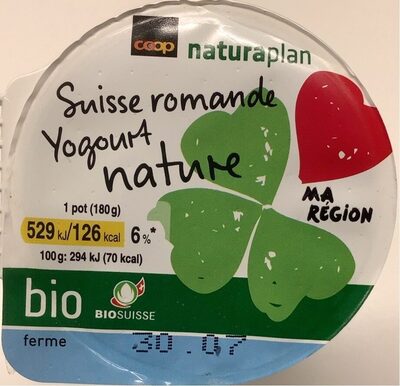 coop naturaplan
Suisse romande
Yogourt
nature
MA
RÉGION
1 pot (180 g)
529 kJ/126 kcal 6%*
100g: 294 kJ (70 kcal)
bio BIOSUISSE
ferme 30.07